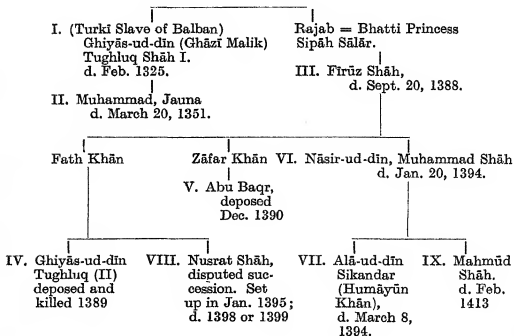 I. (Turkī Slave of Balban)
Ghiyās-ud-dīn (Ghāzī Malik)
Tughluq Shāh I.
d. Feb. 1325.
Rajab = Bhatti Princess
Sipāh Sālār.
III. Fīrūz Shāh,
d. Sept. 20, 1388.
II. Muhammad, Jauna
d. March 20, 1351.
Fath Khān
Zāfar Khān
V. Abu Baqr,
deposed
Dec. 1390
VI. Nāsir-ud-dīn, Muhammad Shāh
d. Jan. 20, 1394.
IV. Ghiyās-ud-dīn
Tughluq (II)
deposed and
killed 1389
VIII. Nusrat Shāh,
disputed suc-
cession. Set
up in Jan. 1395;
d. 1398 or 1399
VII. Alā-ud-dīn
Sikandar
(Humāyūn
Khān),
d. March 8,
1394.
IX. Mahmūd
Shāh.
d. Feb.
1413